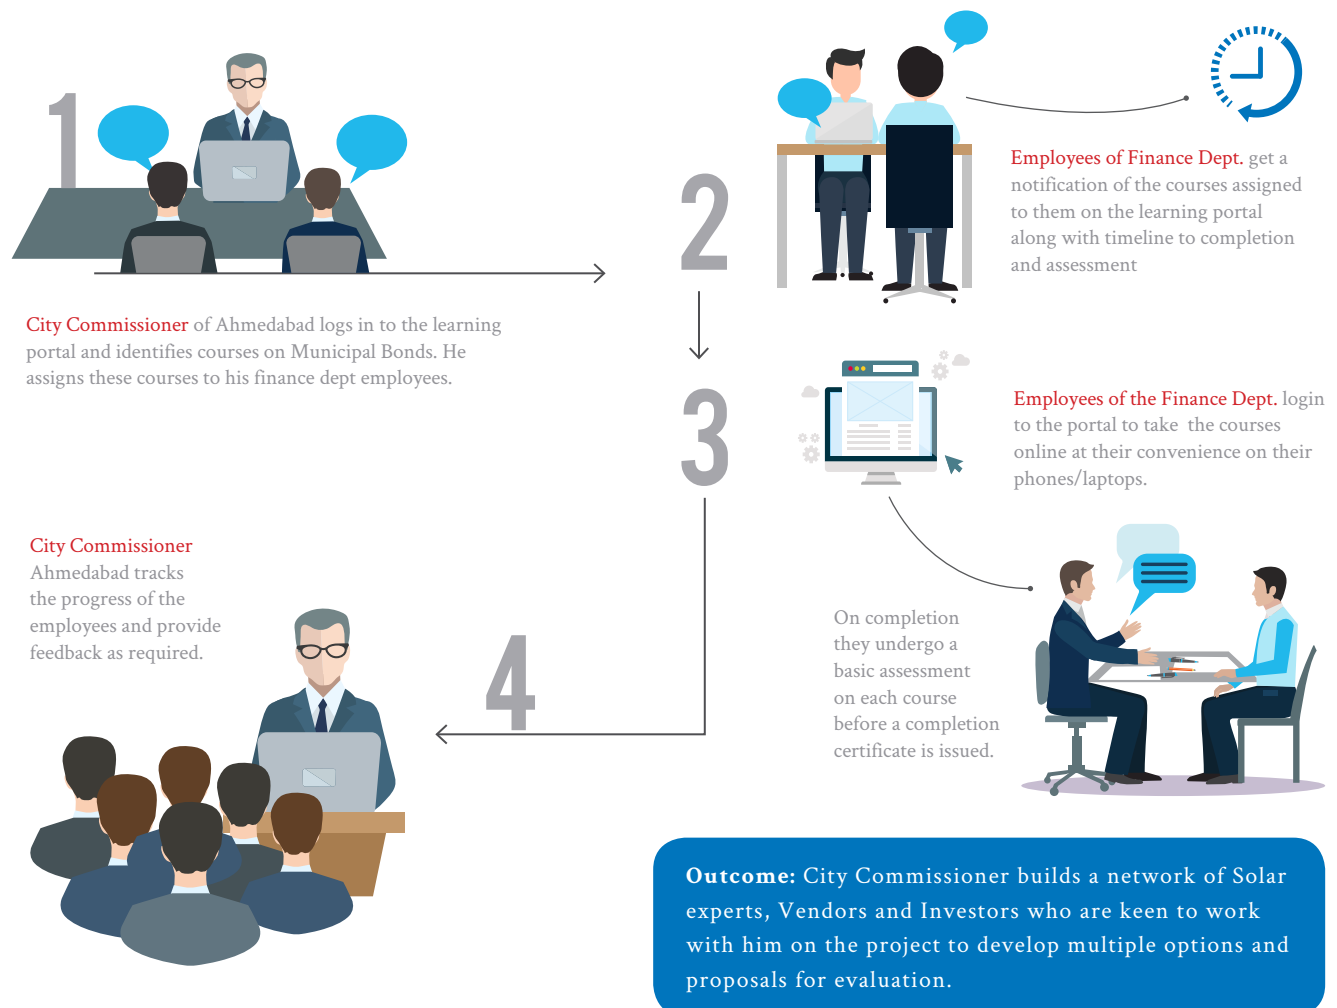 1
City Commissioner of Ahmedabad logs in to the learning
portal and identifies courses on Municipal Bonds. He
assigns these courses to his finance dept employees.
2
Employees of Finance Dept. get a
notification of the courses assigned
to them on the learning portal
along with timeline to completion
and assessment
3
Employees of the Finance Dept. login
to the portal to take the courses
online at their convenience on their
phones/laptops.
On completion
they undergo a
basic assessment
on each course
before a completion
certificate is issued.
4
City Commissioner
Ahmedabad tracks
the progress of the
employees and provide
feedback as required.
Outcome: City Commissioner builds a network of Solar
experts, Vendors and Investors who are keen to work
with him on the project to develop multiple options and
proposals for evaluation.